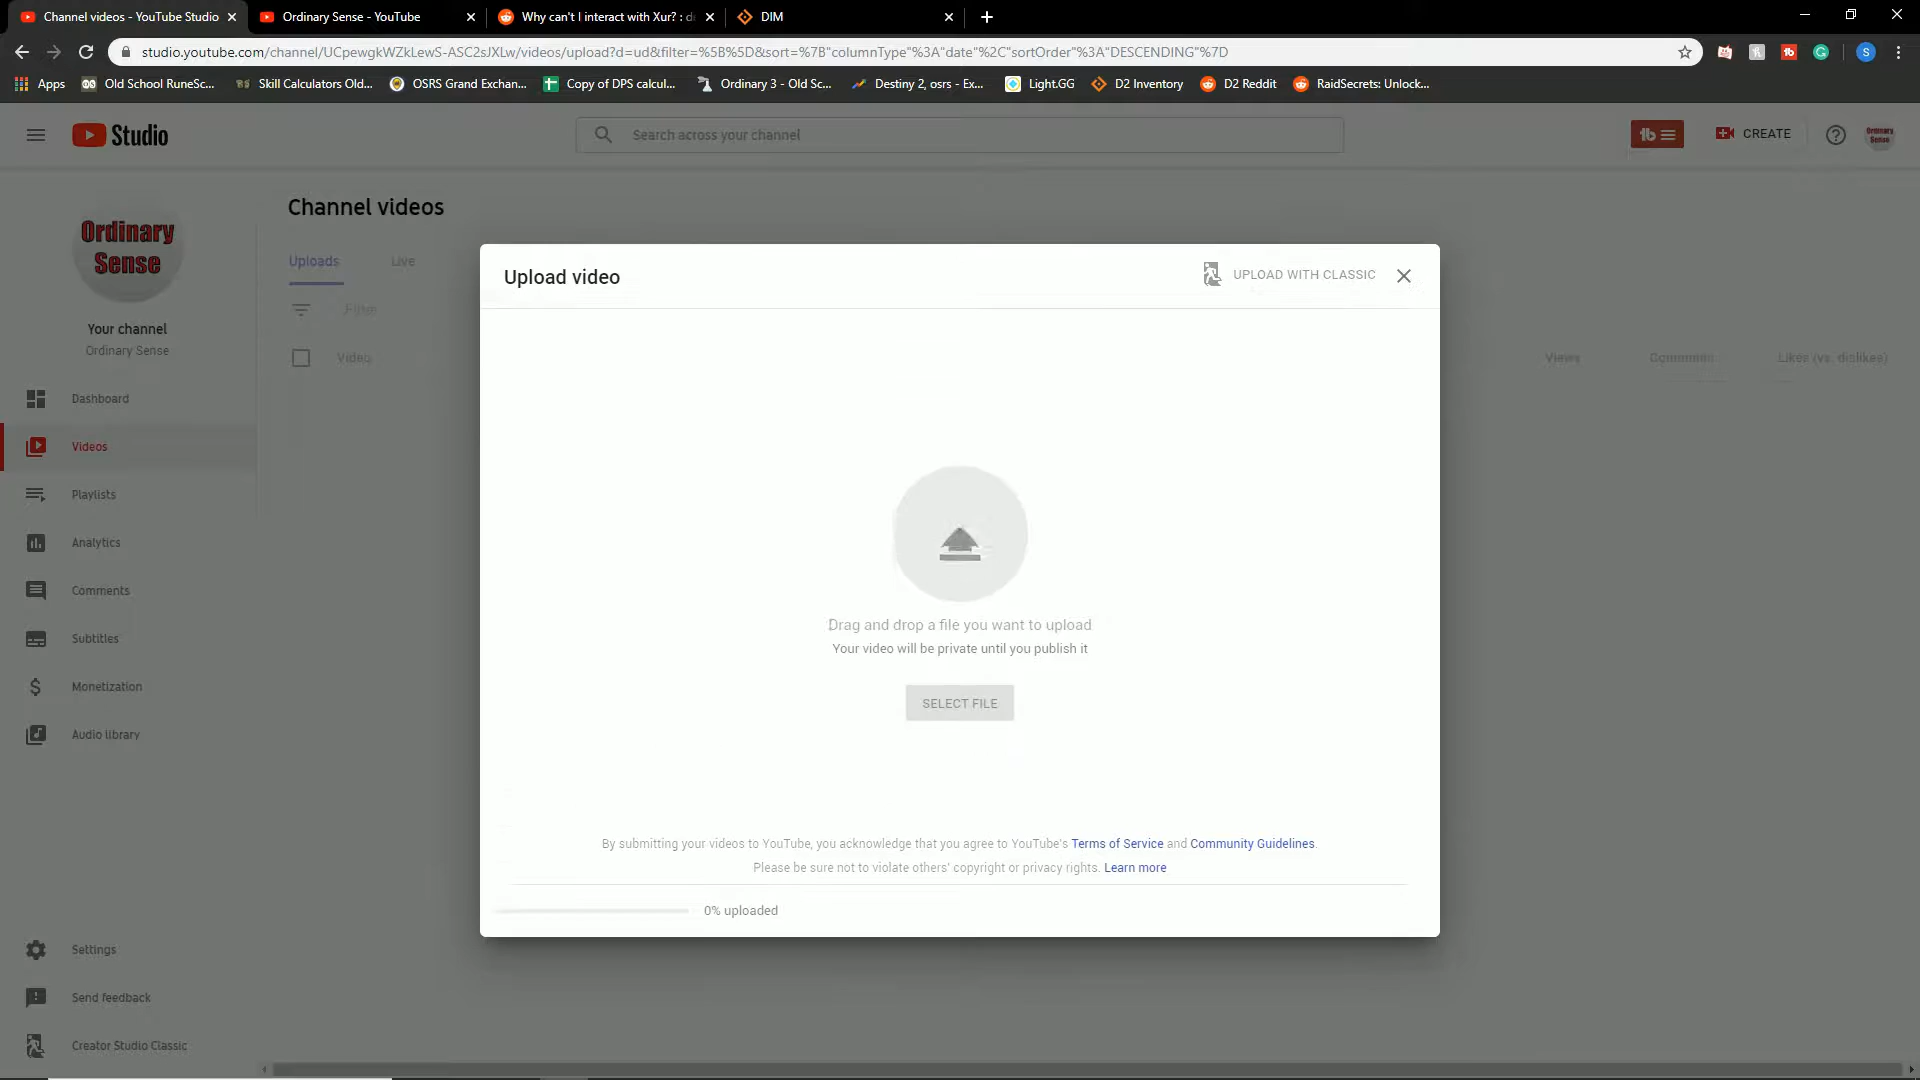 Channel videos - YouTube Studio
Ordinary Sense - YouTube
Why can't I interact with Xur? : d
DIM
studio.youtube.com/channel/UCpewgkWZkLewS-ASC2sJXLw/videos/upload?d=ud&filter=%5B%5D&sort=%7B"columnType"%3A"date"%2C"sortOrder"%3A"DESCENDING"%7D
S
Apps
Old School RuneSc...
Skill Calculators Old...
OSRS Grand Exchan...
Copy of DPS calcul...
Ordinary 3 - Old Sc...
Destiny 2, osrs - Ex...
Light.GG
D2 Inventory
D2 Reddit
RaidSecrets: Unlock...
Studio
Search across your channel
CREATE
Ordinary
Sense
Ordinary
Sense
Your channel
Ordinary Sense
Dashboard
Videos
Playlists
Analytics
Comments
Subtitles
Monetization
Audio library
Settings
Send feedback
Creator Studio Classic
Channel videos
Uploads
Live
Filter
Video
Views
Comments
Likes (vs. dislikes)
Upload video
UPLOAD WITH CLASSIC
Drag and drop a file you want to upload
Your video will be private until you publish it
SELECT FILE
By submitting your videos to YouTube, you acknowledge that you agree to YouTube's Terms of Service and Community Guidelines.
Please be sure not to violate others' copyright or privacy rights. Learn more
0% uploaded